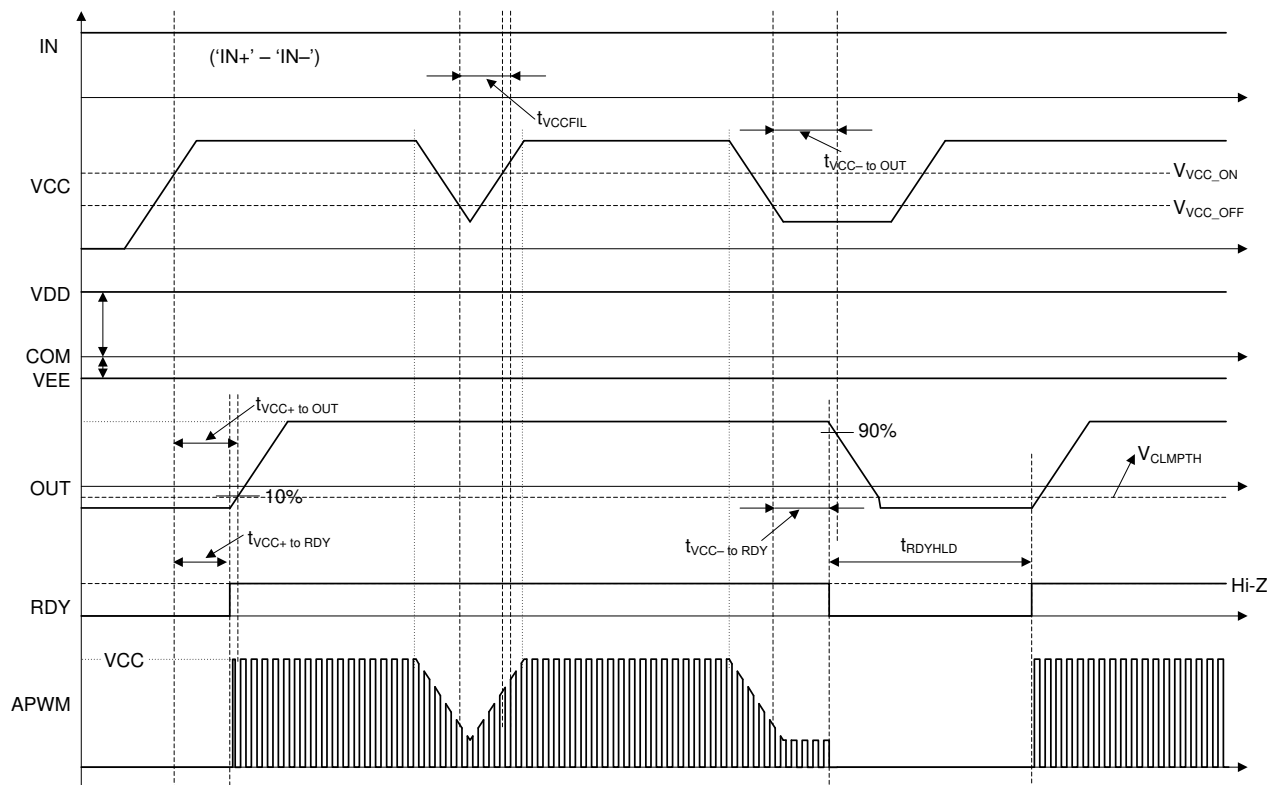 IN
('IN+' – 'IN–')
tVCCFIL
tVCC– to OUT
VCC
VVCC_ON
VVCC_OFF
VDD
COM
VEE
tVCC+ to OUT
90%
VCLMPTH
OUT
10%
tVCC+ to RDY
tVCC– to RDY
tRDYHLD
Hi-Z
RDY
VCC
APWM